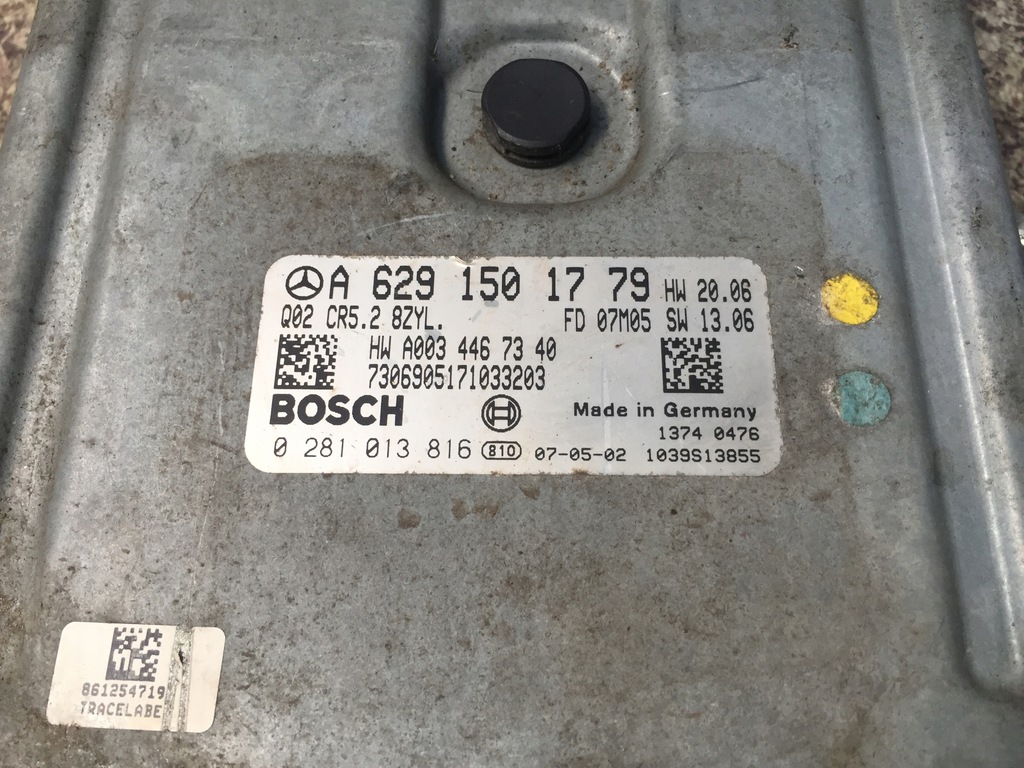 A 629 150 17 79 HW 20.06
Q02 CR5.2 8ZYL. FD 07M05 SW 13.06
HW A003 446 73 40
7306905171033203
BOSCH Made in Germany
1374 0476
0 281 013 816 810 07-05-02 1039S13855
861254719
TRACELABE